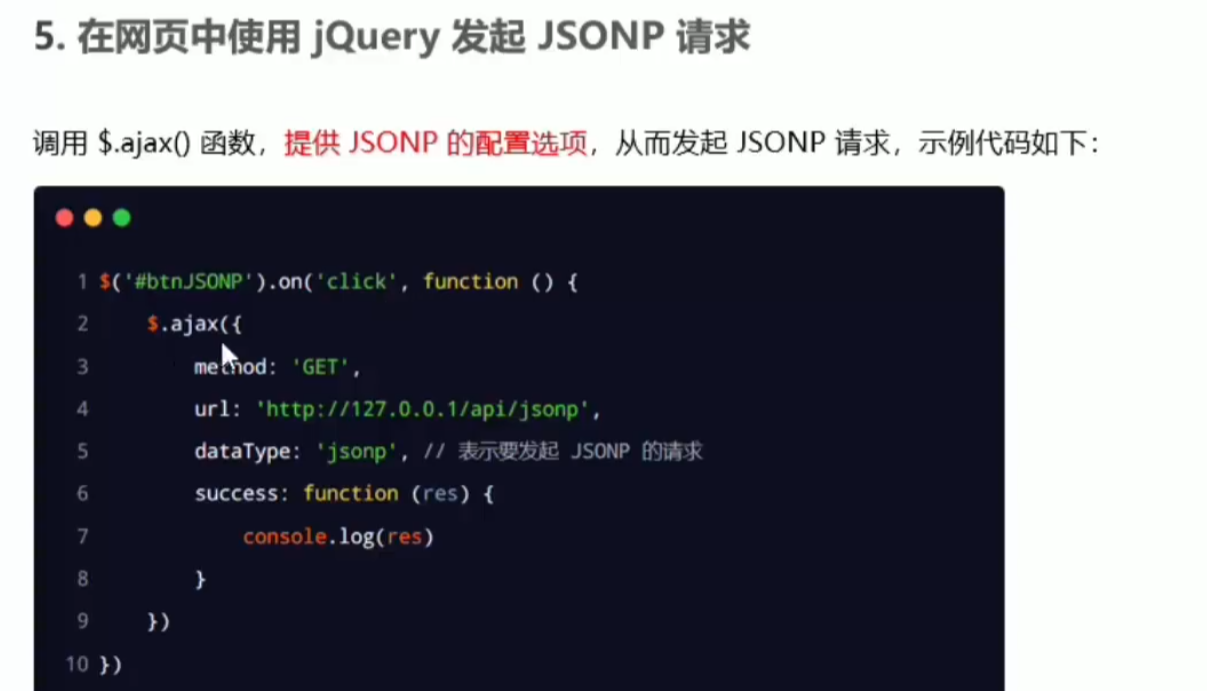 5. 在网页中使用 jQuery 发起 JSONP 请求
调用 $.ajax() 函数，提供 JSONP 的配置选项，从而发起 JSONP 请求，示例代码如下：
1 $('#btnJSONP').on('click', function () {
2 $.ajax({
3 method: 'GET',
4 url: 'http://127.0.0.1/api/jsonp',
5 dataType: 'jsonp', // 表示要发起 JSONP 的请求
6 success: function (res) {
7 console.log(res)
8 }
9 })
10 })